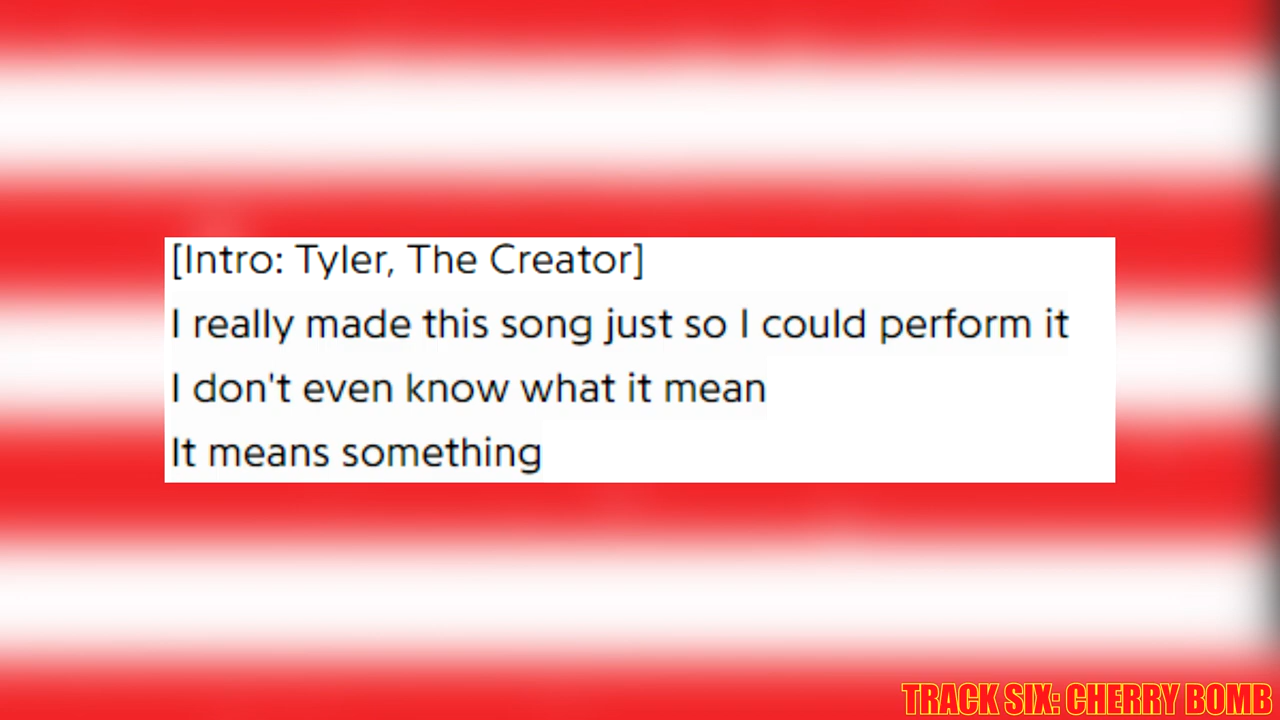 [Intro: Tyler, The Creator]
I really made this song just so I could perform it
I don't even know what it mean
It means something
TRACK SIX: CHERRY BOMB